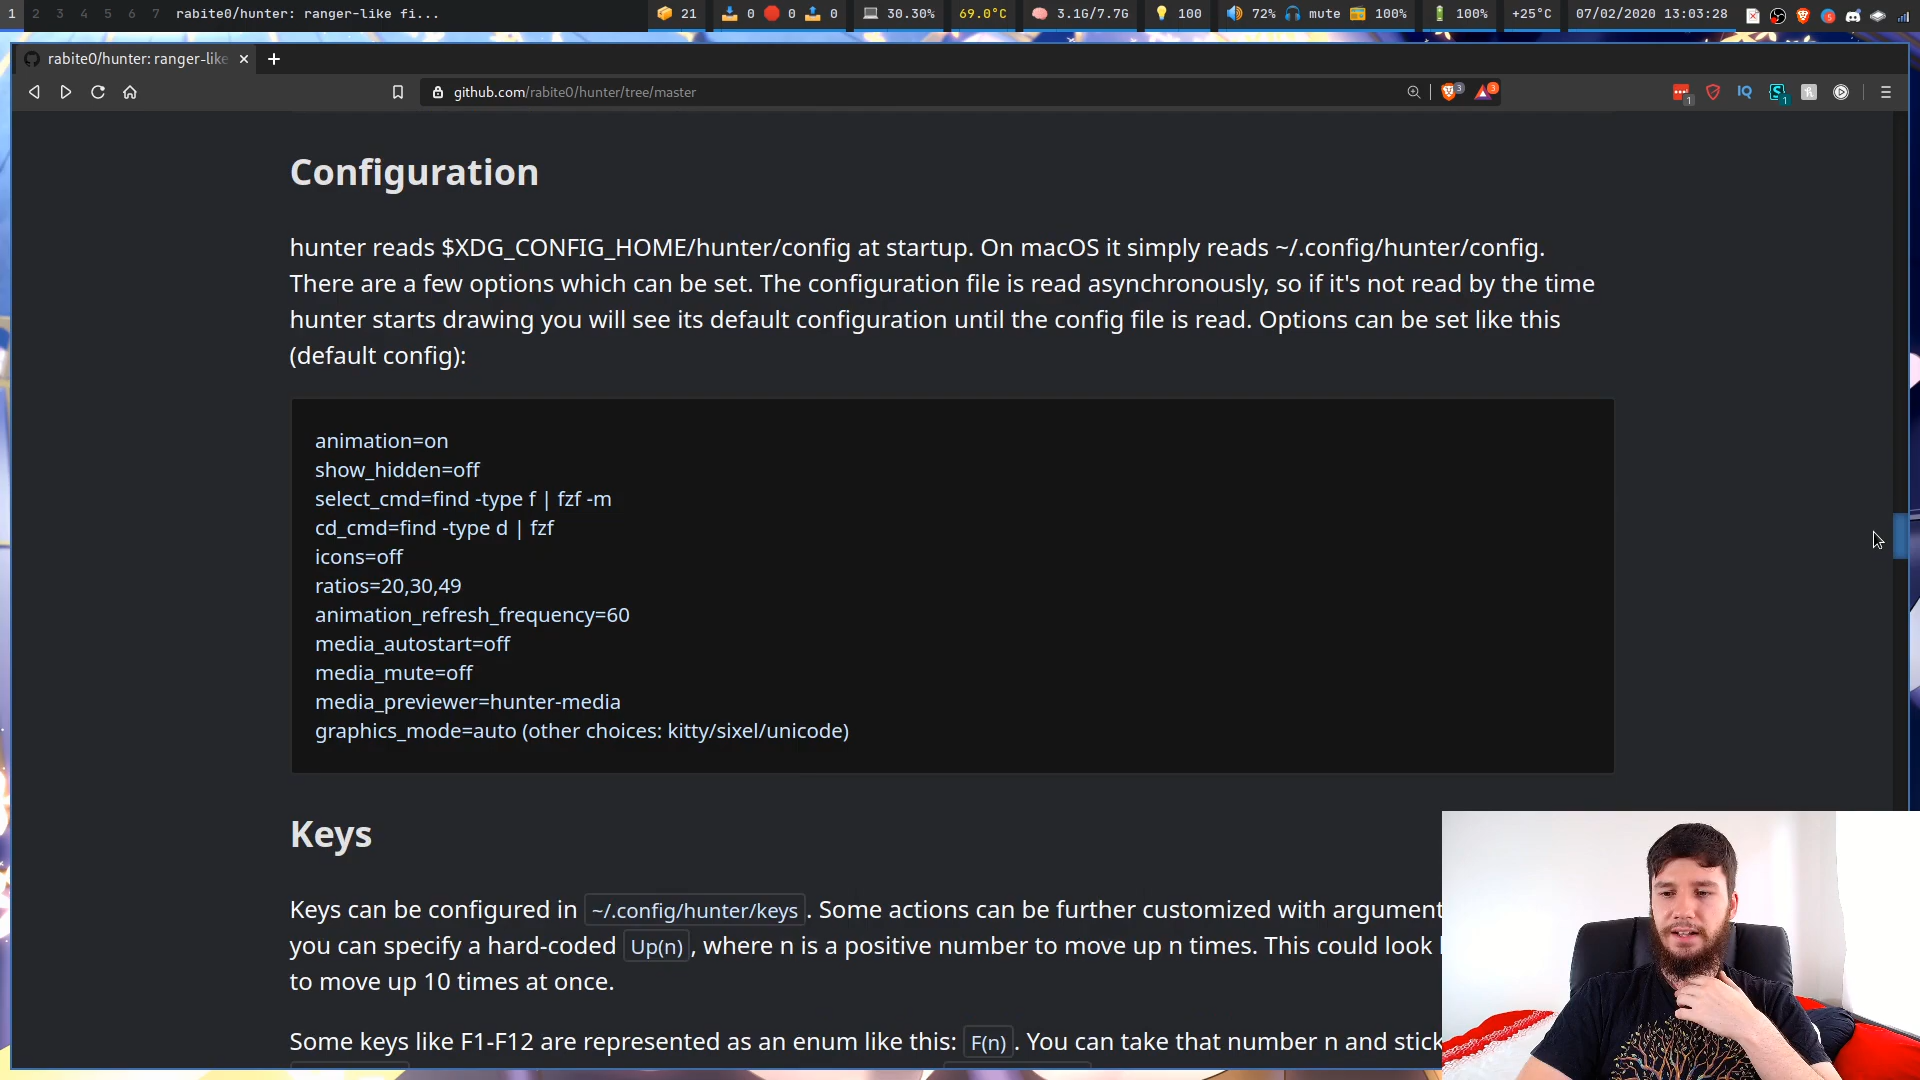 1 2 3 4 5 6 7 rabite0/hunter: ranger-like fi... 21 0 0 0 30.30% 69.0°C 3.1G/7.7G 100 72% mute 100% 100% +25°C 07/02/2020 13:03:28
rabite0/hunter: ranger-like
github.com/rabite0/hunter/tree/master 3 3 1 IQ 1
Configuration
hunter reads $XDG_CONFIG_HOME/hunter/config at startup. On macOS it simply reads ~/.config/hunter/config.
There are a few options which can be set. The configuration file is read asynchronously, so if it's not read by the time
hunter starts drawing you will see its default configuration until the config file is read. Options can be set like this
(default config):
animation=on
show_hidden=off
select_cmd=find -type f | fzf -m
cd_cmd=find -type d | fzf
icons=off
ratios=20,30,49
animation_refresh_frequency=60
media_autostart=off
media_mute=off
media_previewer=hunter-media
graphics_mode=auto (other choices: kitty/sixel/unicode)
Keys
Keys can be configured in ~/.config/hunter/keys . Some actions can be further customized with argument
you can specify a hard-coded Up(n) , where n is a positive number to move up n times. This could look
to move up 10 times at once.
Some keys like F1-F12 are represented as an enum like this: F(n) . You can take that number n and stick